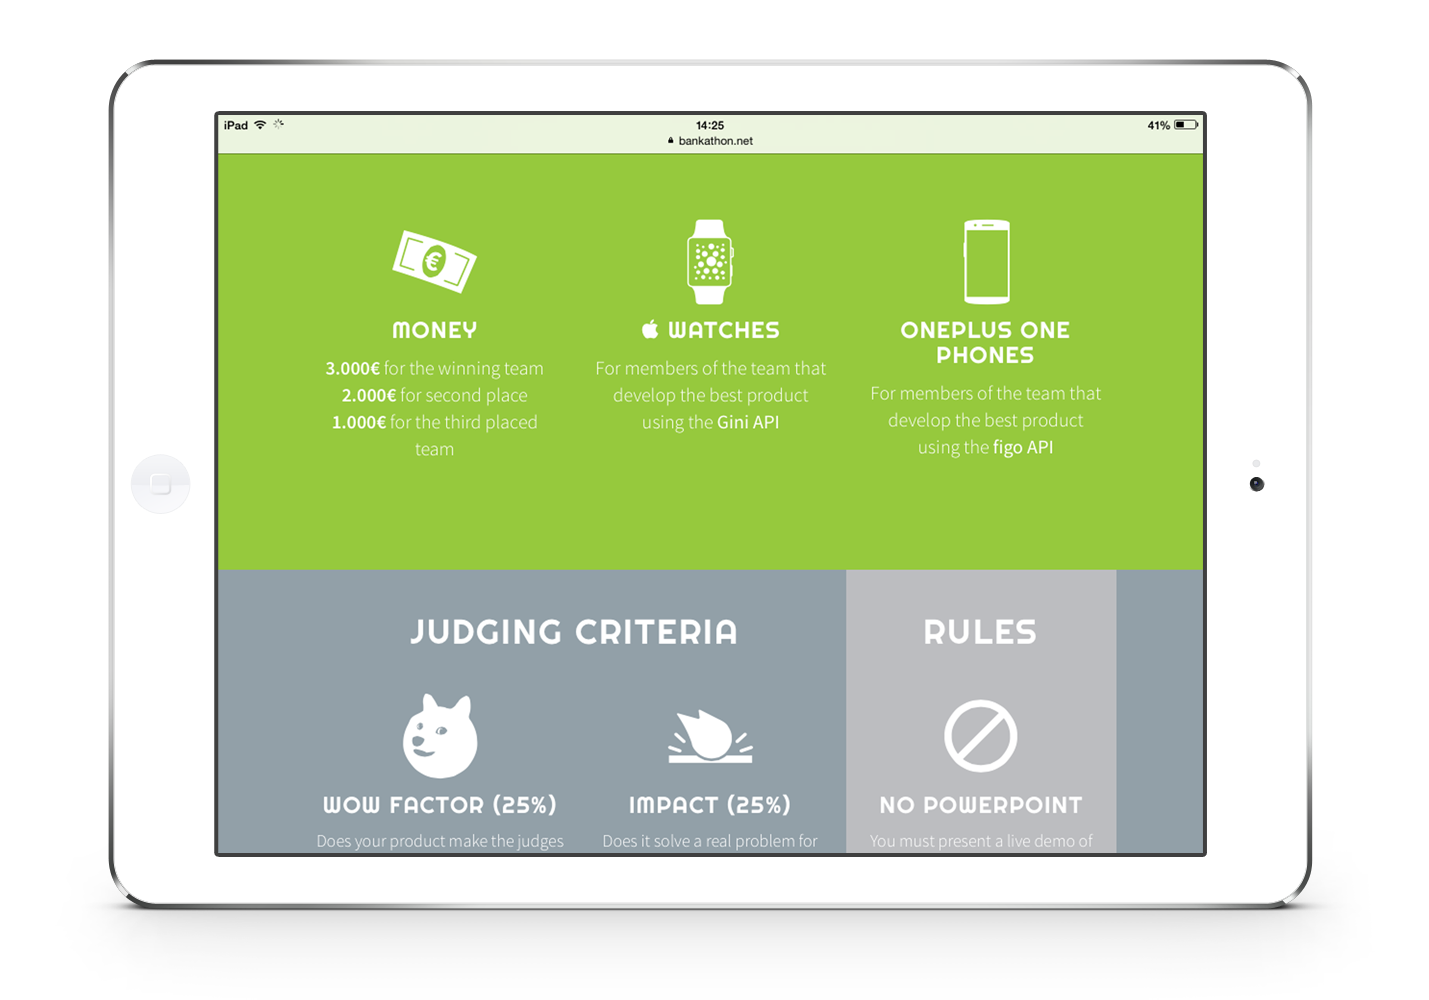 iPad
14:25
41%
bankathon.net
MONEY
3.000€ for the winning team
2.000€ for second place
1.000€ for the third placed
team
WATCHES
For members of the team that
develop the best product
using the Gini API
ONEPLUS ONE
PHONES
For members of the team that
develop the best product
using the figo API
JUDGING CRITERIA
WOW FACTOR (25%)
Does your product make the judges
IMPACT (25%)
Does it solve a real problem for
RULES
NO POWERPOINT
You must present a live demo of